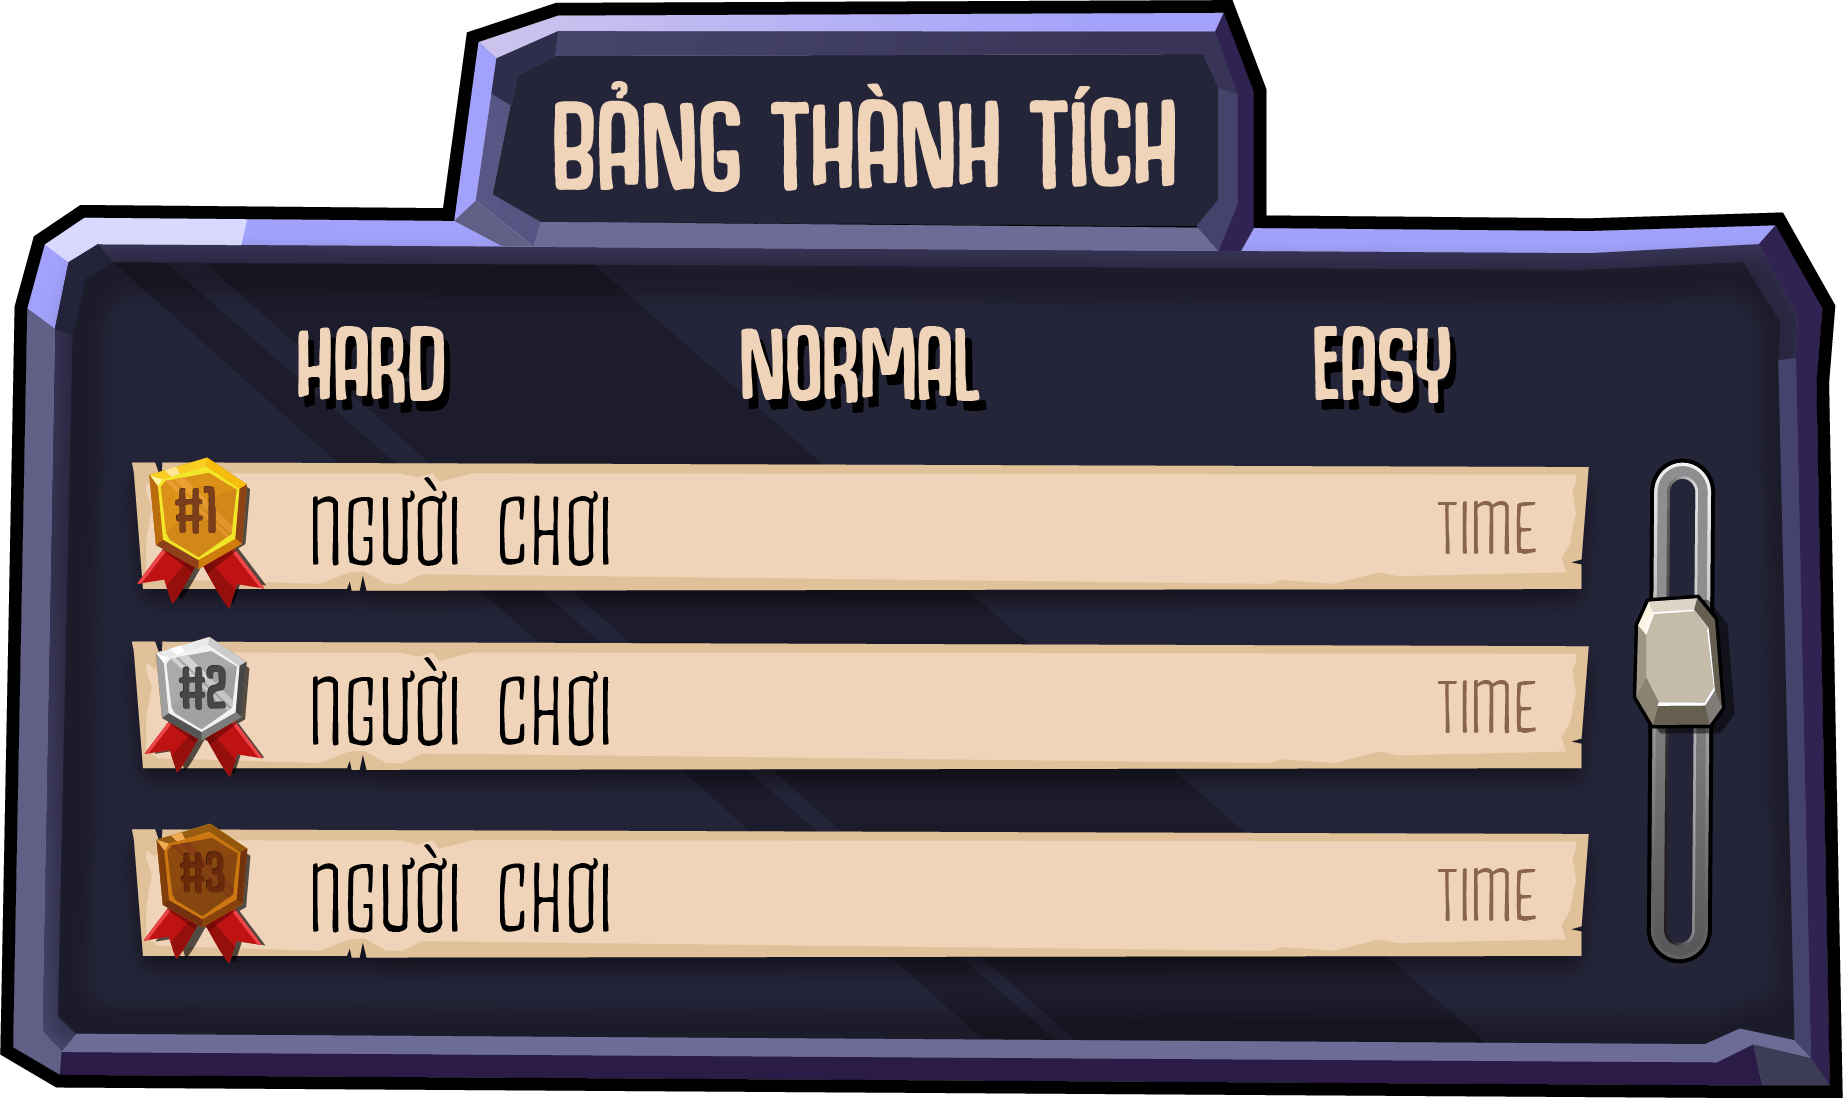 BẢNG THÀNH TÍCH
HARD NORMAL EASY
#1 NGƯỜI CHƠI TIME
#2 NGƯỜI CHƠI TIME
#3 NGƯỜI CHƠI TIME